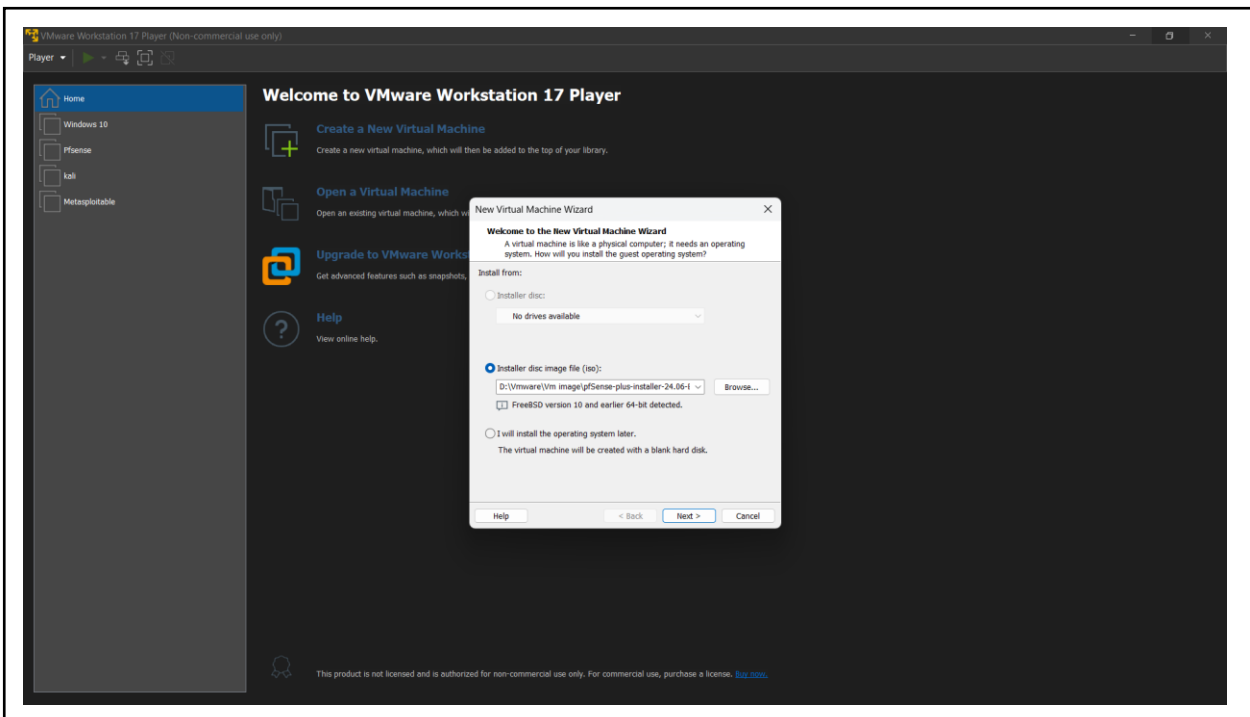 VMware Workstation 17 Player (Non-commercial use only)
Player
Home
Windows 10
Pfsense
kali
Metasploitable
Welcome to VMware Workstation 17 Player
Create a New Virtual Machine
Create a new virtual machine, which will then be added to the top of your library.
Open a Virtual Machine
Open an existing virtual machine, which wi
Upgrade to VMware Works
Get advanced features such as snapshots,
Help
View online help.
New Virtual Machine Wizard
Welcome to the New Virtual Machine Wizard
A virtual machine is like a physical computer; it needs an operating
system. How will you install the guest operating system?
Install from:
Installer disc:
No drives available
Installer disc image file (iso):
D:\Vmware\Vm image\pfSense-plus-installer-24.06-
Browse...
FreeBSD version 10 and earlier 64-bit detected.
I will install the operating system later.
The virtual machine will be created with a blank hard disk.
Help
< Back
Next >
Cancel
This product is not licensed and is authorized for non-commercial use only. For commercial use, purchase a license. Buy now.